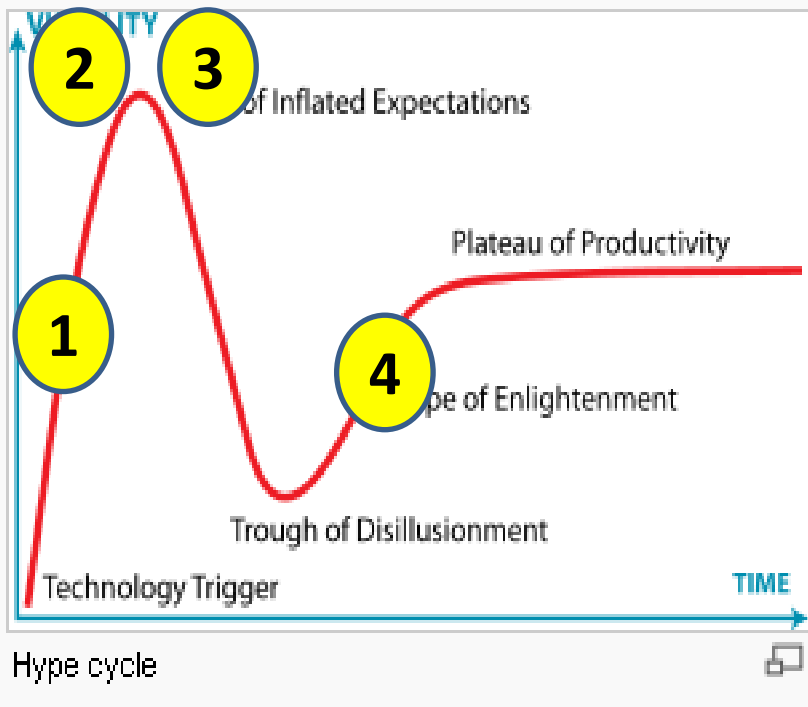 2
3
of Inflated Expectations
Plateau of Productivity
1
4
pe of Enlightenment
Trough of Disillusionment
Technology Trigger
TIME
Hype cycle